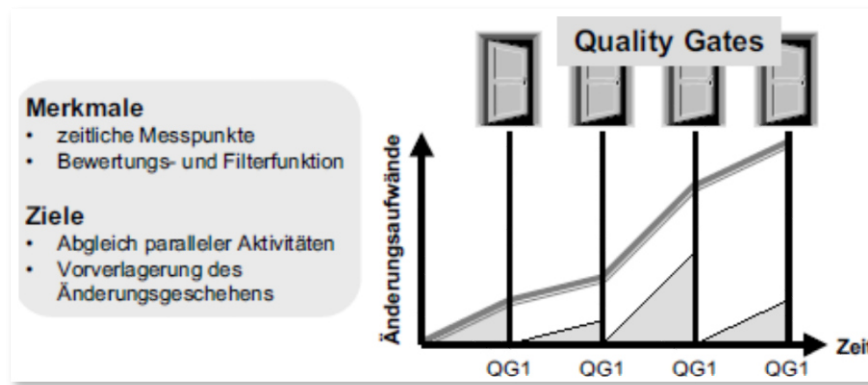 Quality Gates
Merkmale
• zeitliche Messpunkte
• Bewertungs- und Filterfunktion
Ziele
• Abgleich paralleler Aktivitäten
• Vorverlagerung des
Änderungsgeschehens
Änderungsaufwände
Zeit
QG1 QG1 QG1 QG1